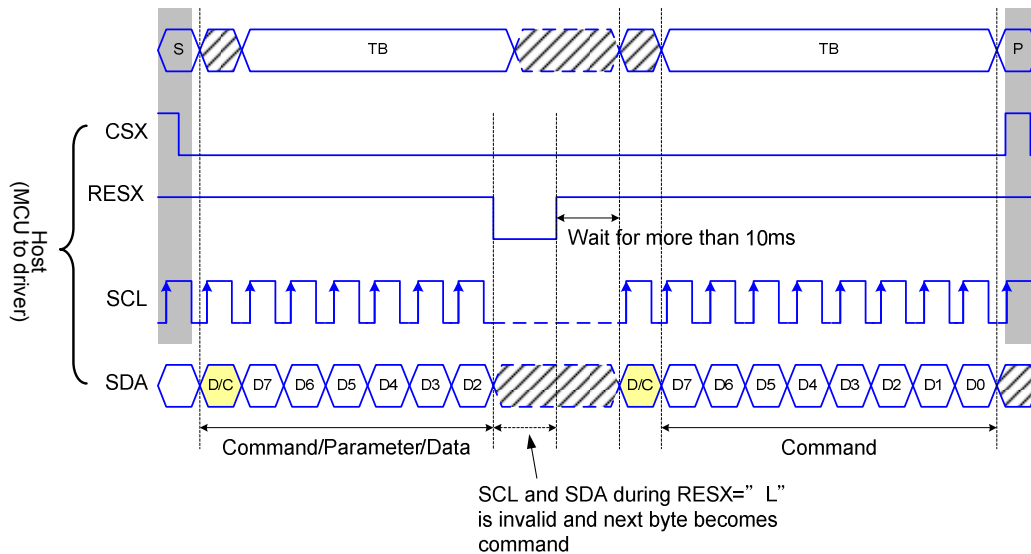 S TB TB P
CSX
RESX
Wait for more than 10ms
Host
(MCU to driver)
SCL
SDA D/C D7 D6 D5 D4 D3 D2 D/C D7 D6 D5 D4 D3 D2 D1 D0
Command/Parameter/Data Command
SCL and SDA during RESX=” L”
is invalid and next byte becomes
command